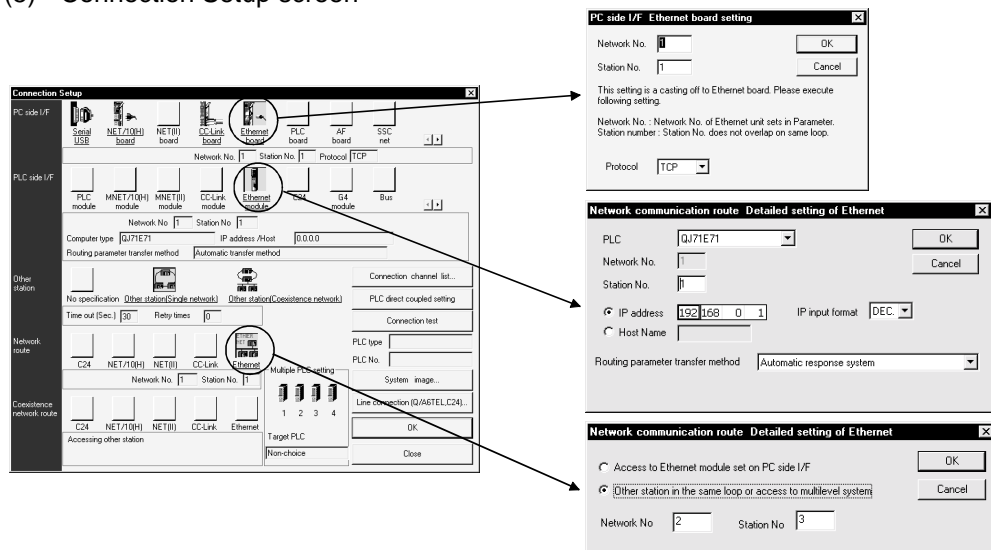 (3) Connection Setup screen
Connection Setup
PC side I/F
Serial USB
NET/10(H) board
NET(II) board
CC-Link board
Ethernet board
PLC board
AF board
SSC net
Network No. 1 Station No. 1 Protocol TCP
PLC side I/F
PLC module
MNET/10(H) module
MNET(II) module
CC-Link module
Ethernet module
C24
G4 module
Bus
Network No 1 Station No 1
Computer type QJ71E71 IP address /Host 0.0.0.0
Routing parameter transfer method Automatic transfer method
Other station
No specification
Other station(Single network)
Other station(Coexistence network)
Time out (Sec.) 30 Retry times 0
Network route
C24
NET/10(H)
NET(II)
CC-Link
Ethernet
Network No. 1 Station No. 1
Coexistence network route
C24
NET/10(H)
NET(II)
CC-Link
Ethernet
Accessing other station
Multiple PLC setting
1 2 3 4
Target PLC
Non-choice
Connection channel list...
PLC direct coupled setting
Connection test
PLC type
PLC No.
System image...
Line connection (Q/A6TEL,C24)...
OK
Close
PC side I/F Ethernet board setting
Network No. 1
OK
Station No. 1
Cancel
This setting is a casting off to Ethernet board. Please execute
following setting.
Network No. : Network No. of Ethernet unit sets in Parameter.
Station number : Station No. does not overlap on same loop.
Protocol TCP
Network communication route Detailed setting of Ethernet
PLC QJ71E71
OK
Network No. 1
Cancel
Station No. 1
IP address 192 168 0 1 IP input format DEC.
Host Name
Routing parameter transfer method Automatic response system
Network communication route Detailed setting of Ethernet
Access to Ethernet module set on PC side I/F
OK
Other station in the same loop or access to multilevel system
Cancel
Network No 2 Station No 3